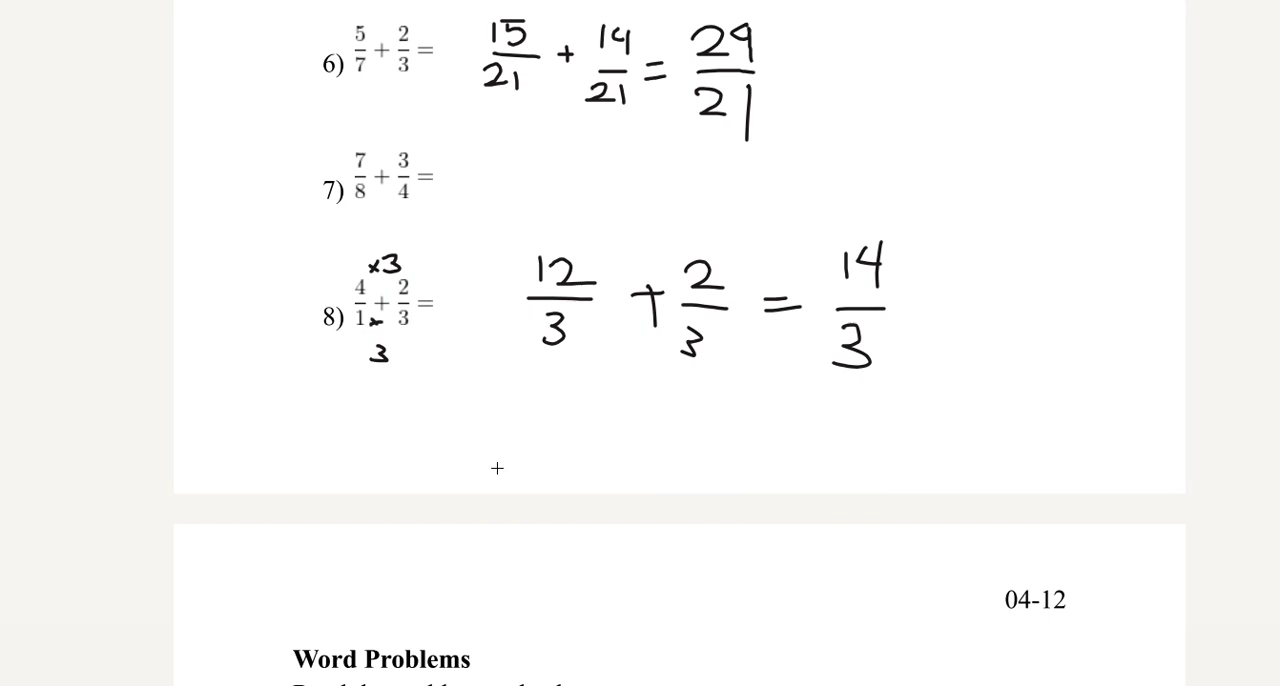 6) 5/7 + 2/3 = 15/21 + 14/21 = 29/21
7) 7/8 + 3/4 =
×3
8) 4/1 + 2/3 = 12/3 + 2/3 = 14/3
× 3
04-12
Word Problems